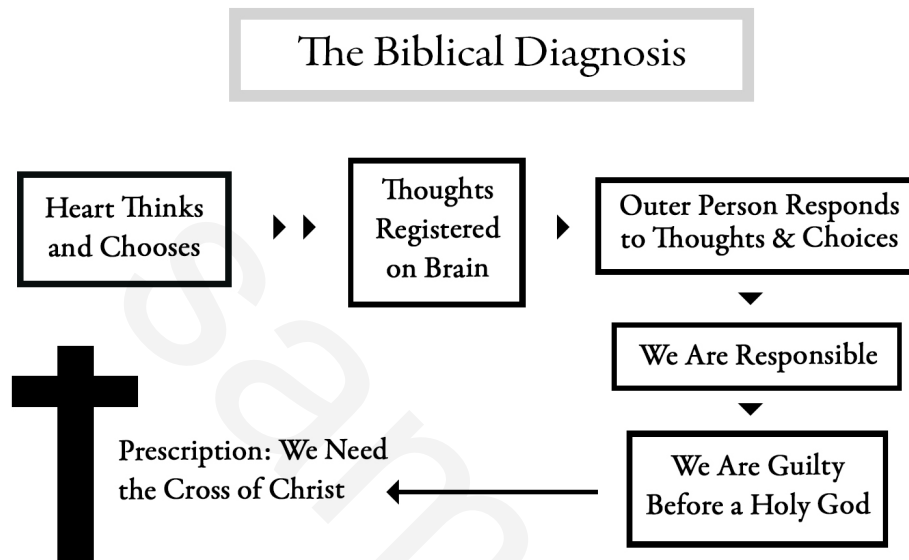 The Biblical Diagnosis
Heart Thinks
and Chooses
Thoughts
Registered
on Brain
Outer Person Responds
to Thoughts & Choices
We Are Responsible
We Are Guilty
Before a Holy God
Prescription: We Need
the Cross of Christ